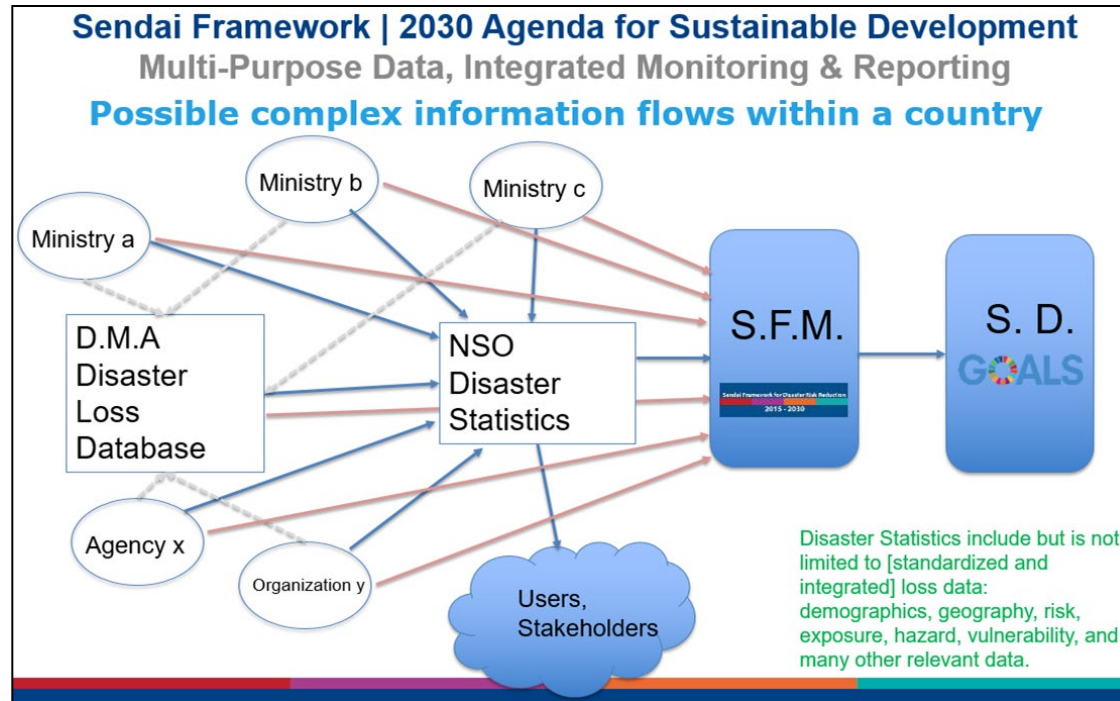 Sendai Framework | 2030 Agenda for Sustainable Development
Multi-Purpose Data, Integrated Monitoring & Reporting
Possible complex information flows within a country
Ministry b
Ministry c
Ministry a
D.M.A
Disaster
Loss
Database
NSO
Disaster
Statistics
S.F.M.
Sendai Framework for Disaster Risk Reduction
2015 - 2030
S. D.
GOALS
Agency x
Organization y
Users,
Stakeholders
Disaster Statistics include but is not
limited to [standardized and
integrated] loss data:
demographics, geography, risk,
exposure, hazard, vulnerability, and
many other relevant data.